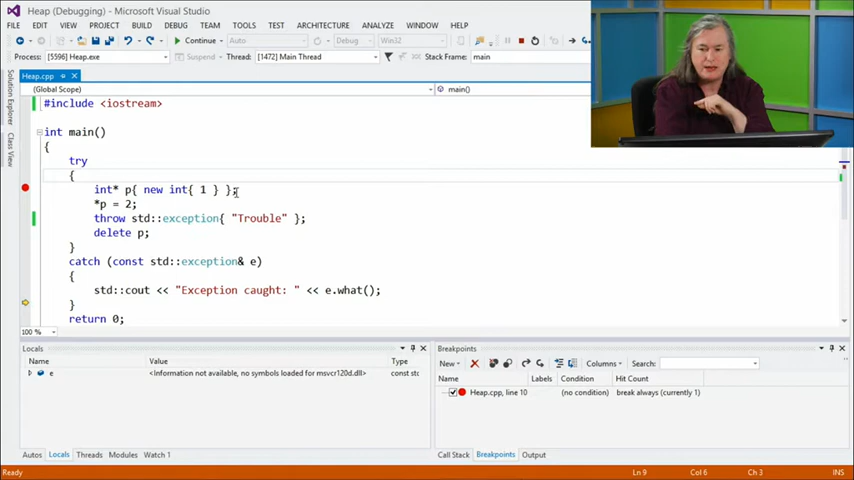 Heap (Debugging) - Microsoft Visual Studio
FILE EDIT VIEW PROJECT BUILD DEBUG TEAM TOOLS TEST ARCHITECTURE ANALYZE WINDOW HELP
Continue Auto Debug Win32
Process: [5596] Heap.exe Suspend Thread: [1472] Main Thread Stack Frame: main
Solution Explorer
Class View
Heap.cpp
(Global Scope) main()
#include <iostream>
int main()
{
try
{
int* p{ new int{ 1 } };
*p = 2;
throw std::exception{ "Trouble" };
delete p;
}
catch (const std::exception& e)
{
std::cout << "Exception caught: " << e.what();
}
return 0;
100 %
Locals
Name Value Type
e <Information not available, no symbols loaded for msvcr120d.dll> const stc
Autos Locals Threads Modules Watch 1
Breakpoints
New Columns Search:
Name Labels Condition Hit Count
Heap.cpp, line 10 (no condition) break always (currently 1)
Call Stack Breakpoints Output
Ready Ln 9 Col 6 Ch 3 INS